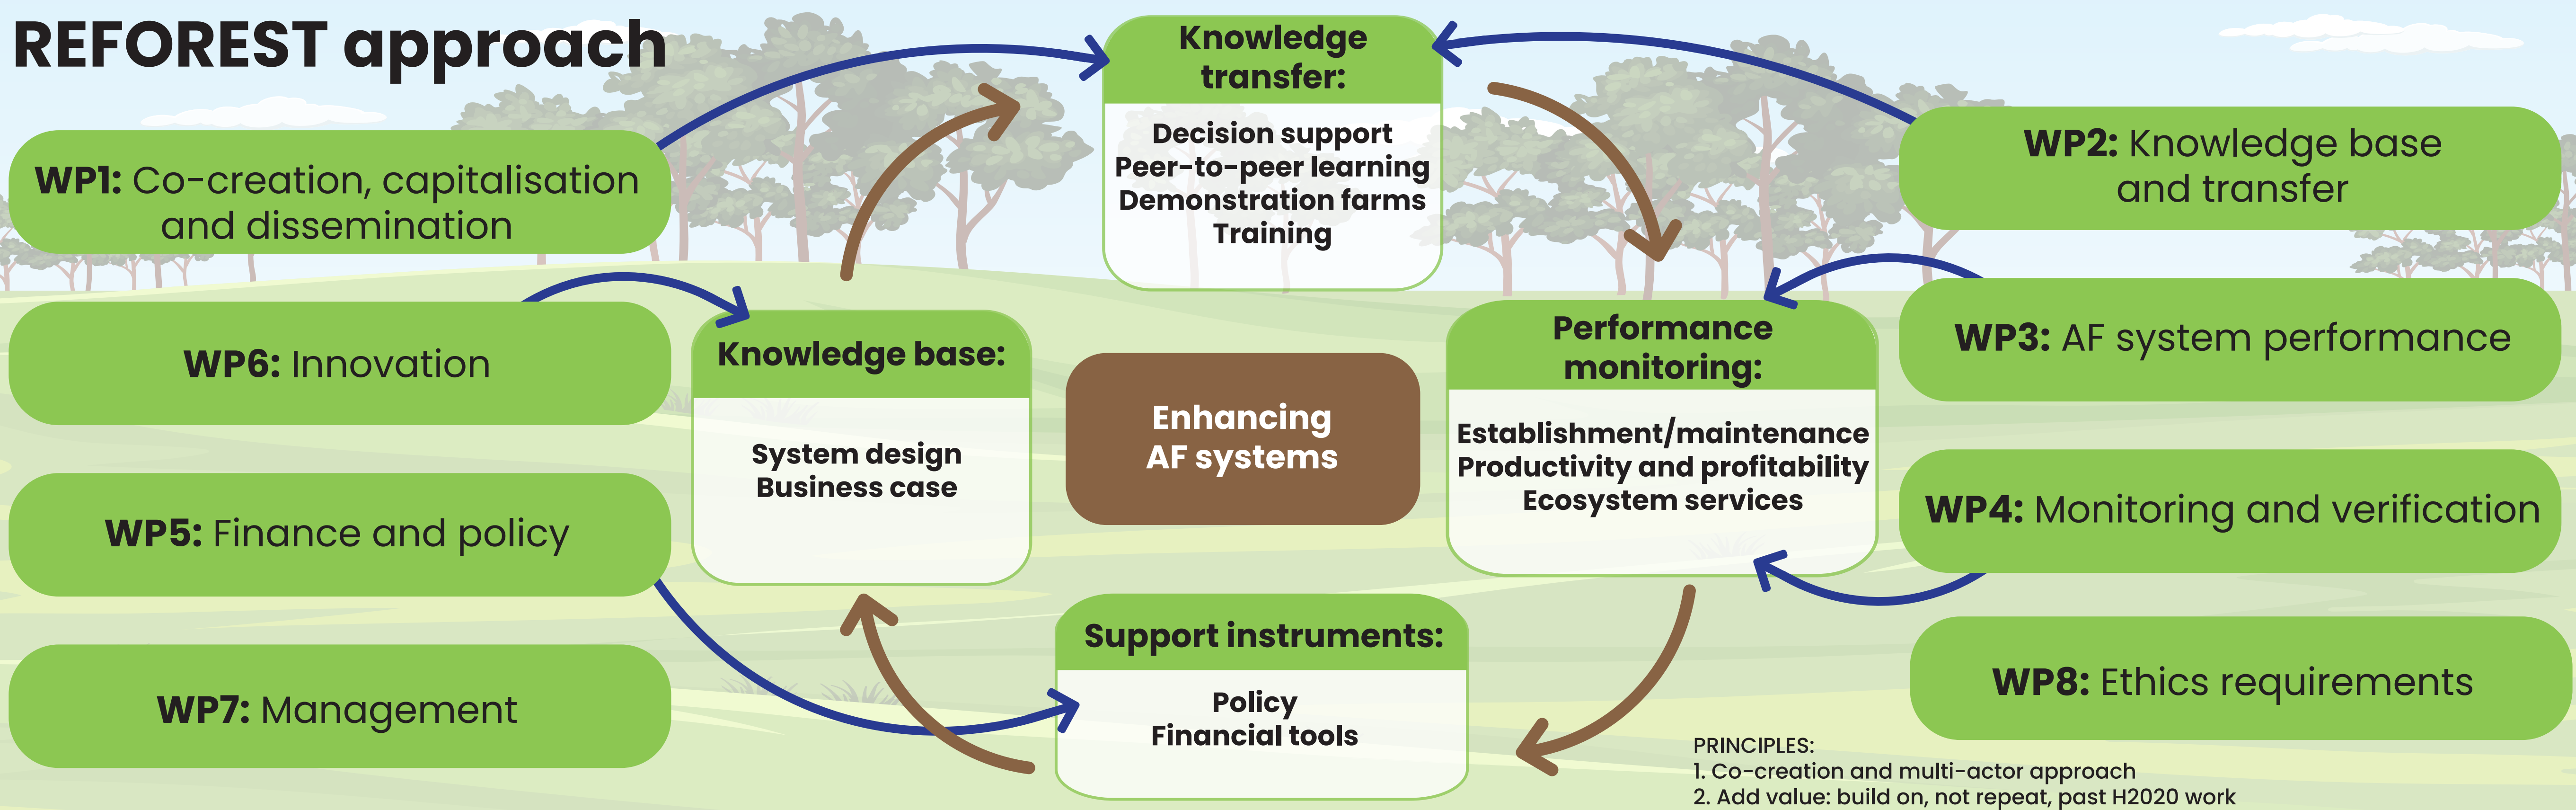 REFOREST approach
Knowledge
transfer:
Decision support
Peer-to-peer learning
Demonstration farms
Training
WP1: Co-creation, capitalisation
and dissemination
WP2: Knowledge base
and transfer
WP6: Innovation
Knowledge base:
System design
Business case
Enhancing
AF systems
Performance
monitoring:
Establishment/maintenance
Productivity and profitability
Ecosystem services
WP3: AF system performance
WP5: Finance and policy
WP4: Monitoring and verification
Support instruments:
Policy
Financial tools
WP7: Management
WP8: Ethics requirements
PRINCIPLES:
1. Co-creation and multi-actor approach
2. Add value: build on, not repeat, past H2020 work